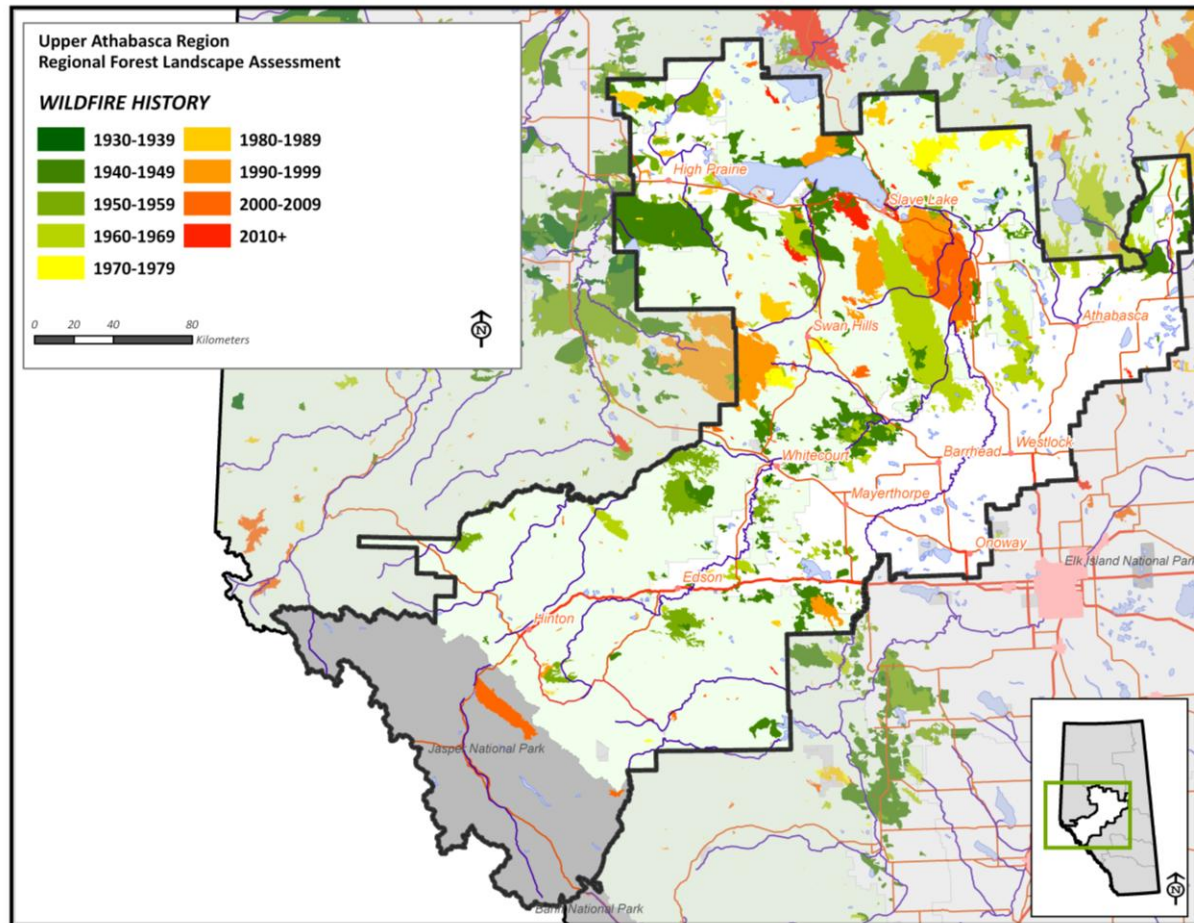 Upper Athabasca Region
Regional Forest Landscape Assessment
WILDFIRE HISTORY
1930-1939
1980-1989
1940-1949
1990-1999
1950-1959
2000-2009
1960-1969
2010+
1970-1979
0 20 40 80
Kilometers
N
High Prairie
Slave Lake
Athabasca
Swan Hills
Westlock
Barrhead
Whitecourt
Mayerthorpe
Onoway
Elk Island National Park
Edson
Hinton
Jasper National Park
Banff National Park
N